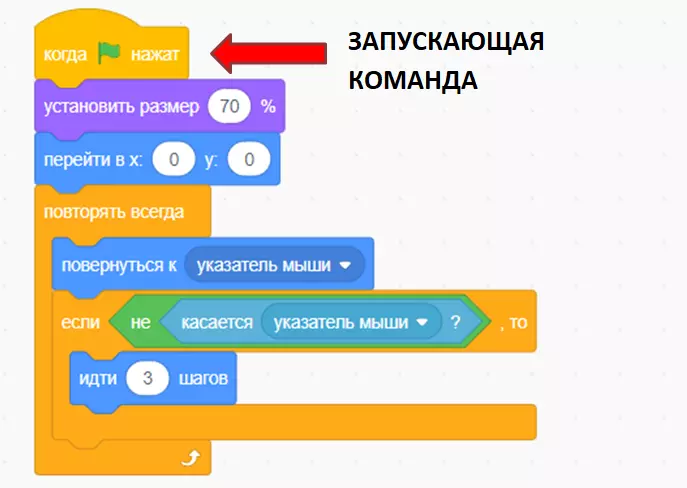 когда нажат
ЗАПУСКАЮЩАЯ
КОМАНДА
установить размер 70 %
перейти в x: 0 y: 0
повторять всегда
повернуться к указатель мыши
если не касается указатель мыши ? , то
идти 3 шагов